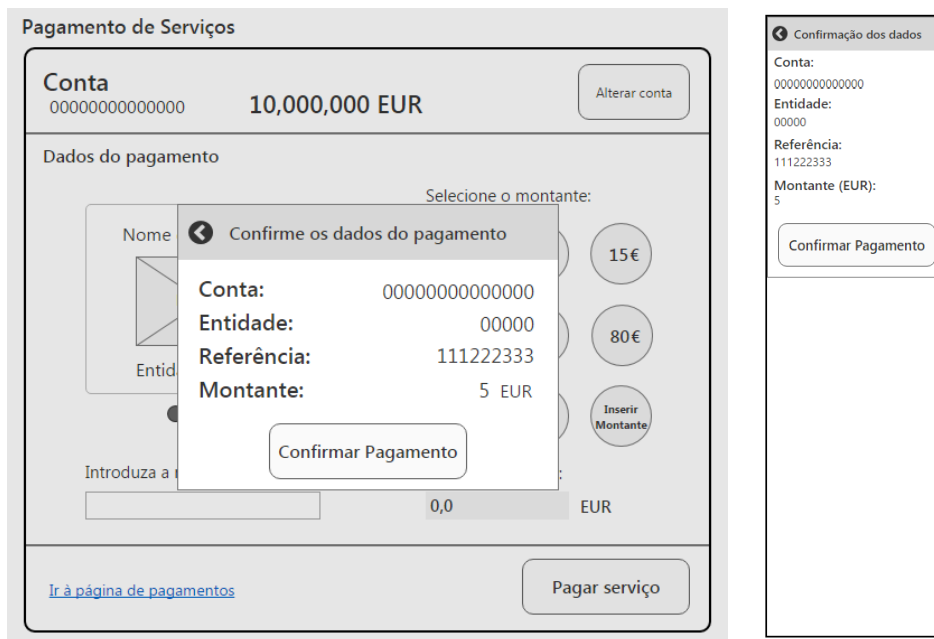 Pagamento de Serviços
Conta
00000000000000
10,000,000 EUR
Alterar conta
Dados do pagamento
Selecione o montante:
Nome
Confirme os dados do pagamento
15€
Conta: 00000000000000
Entidade: 00000
80€
Referência: 111222333
Entid
Montante: 5 EUR
Inserir
Montante
Confirmar Pagamento
Introduza a
:
0,0
EUR
Ir à página de pagamentos
Pagar serviço
Confirmação dos dados
Conta:
00000000000000
Entidade:
00000
Referência:
111222333
Montante (EUR):
5
Confirmar Pagamento